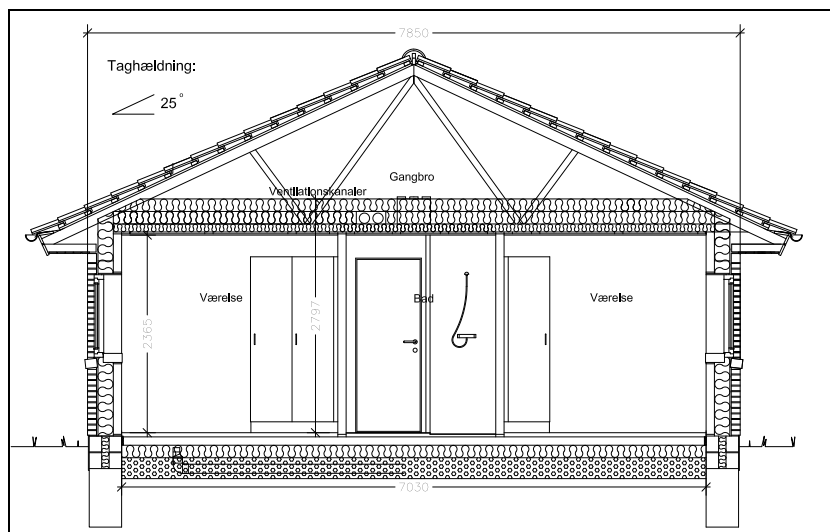 7850
Taghældning:
25°
Gangbro
Ventilationskanaler
Værelse
Bad
Værelse
2365
2797
7030